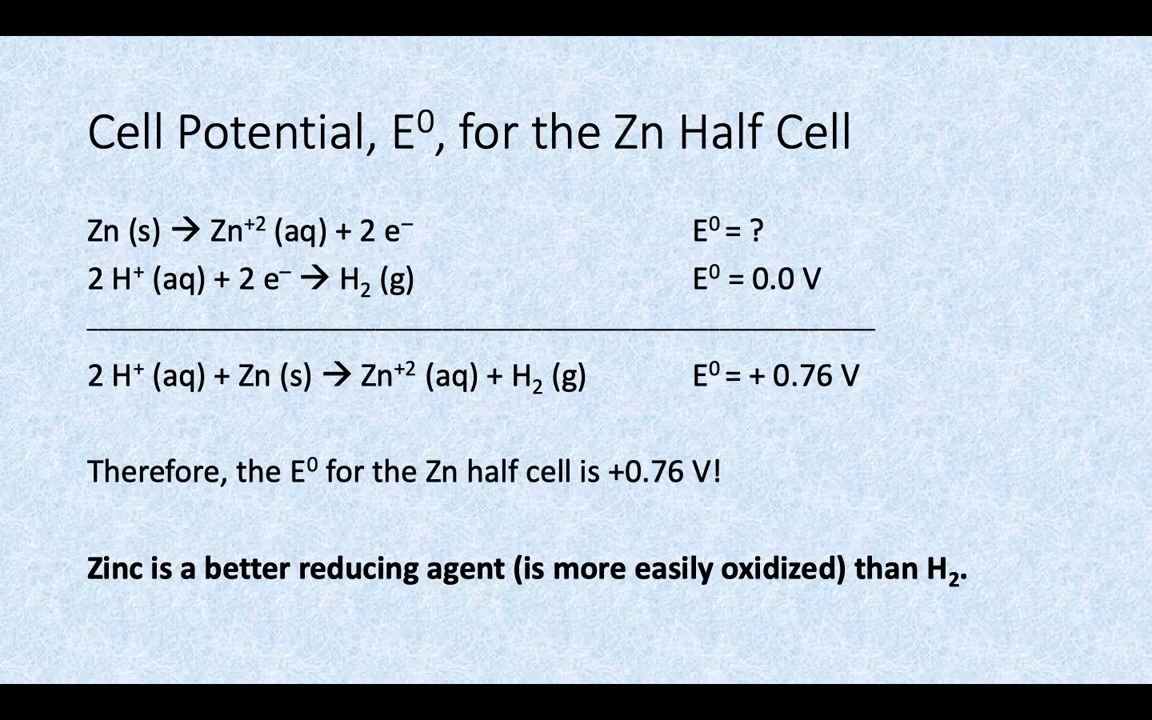 Cell Potential, E⁰, for the Zn Half Cell
Zn (s) → Zn⁺² (aq) + 2 e⁻ E⁰ = ?
2 H⁺ (aq) + 2 e⁻ → H₂ (g) E⁰ = 0.0 V
2 H⁺ (aq) + Zn (s) → Zn⁺² (aq) + H₂ (g) E⁰ = + 0.76 V
Therefore, the E⁰ for the Zn half cell is +0.76 V!
Zinc is a better reducing agent (is more easily oxidized) than H₂.